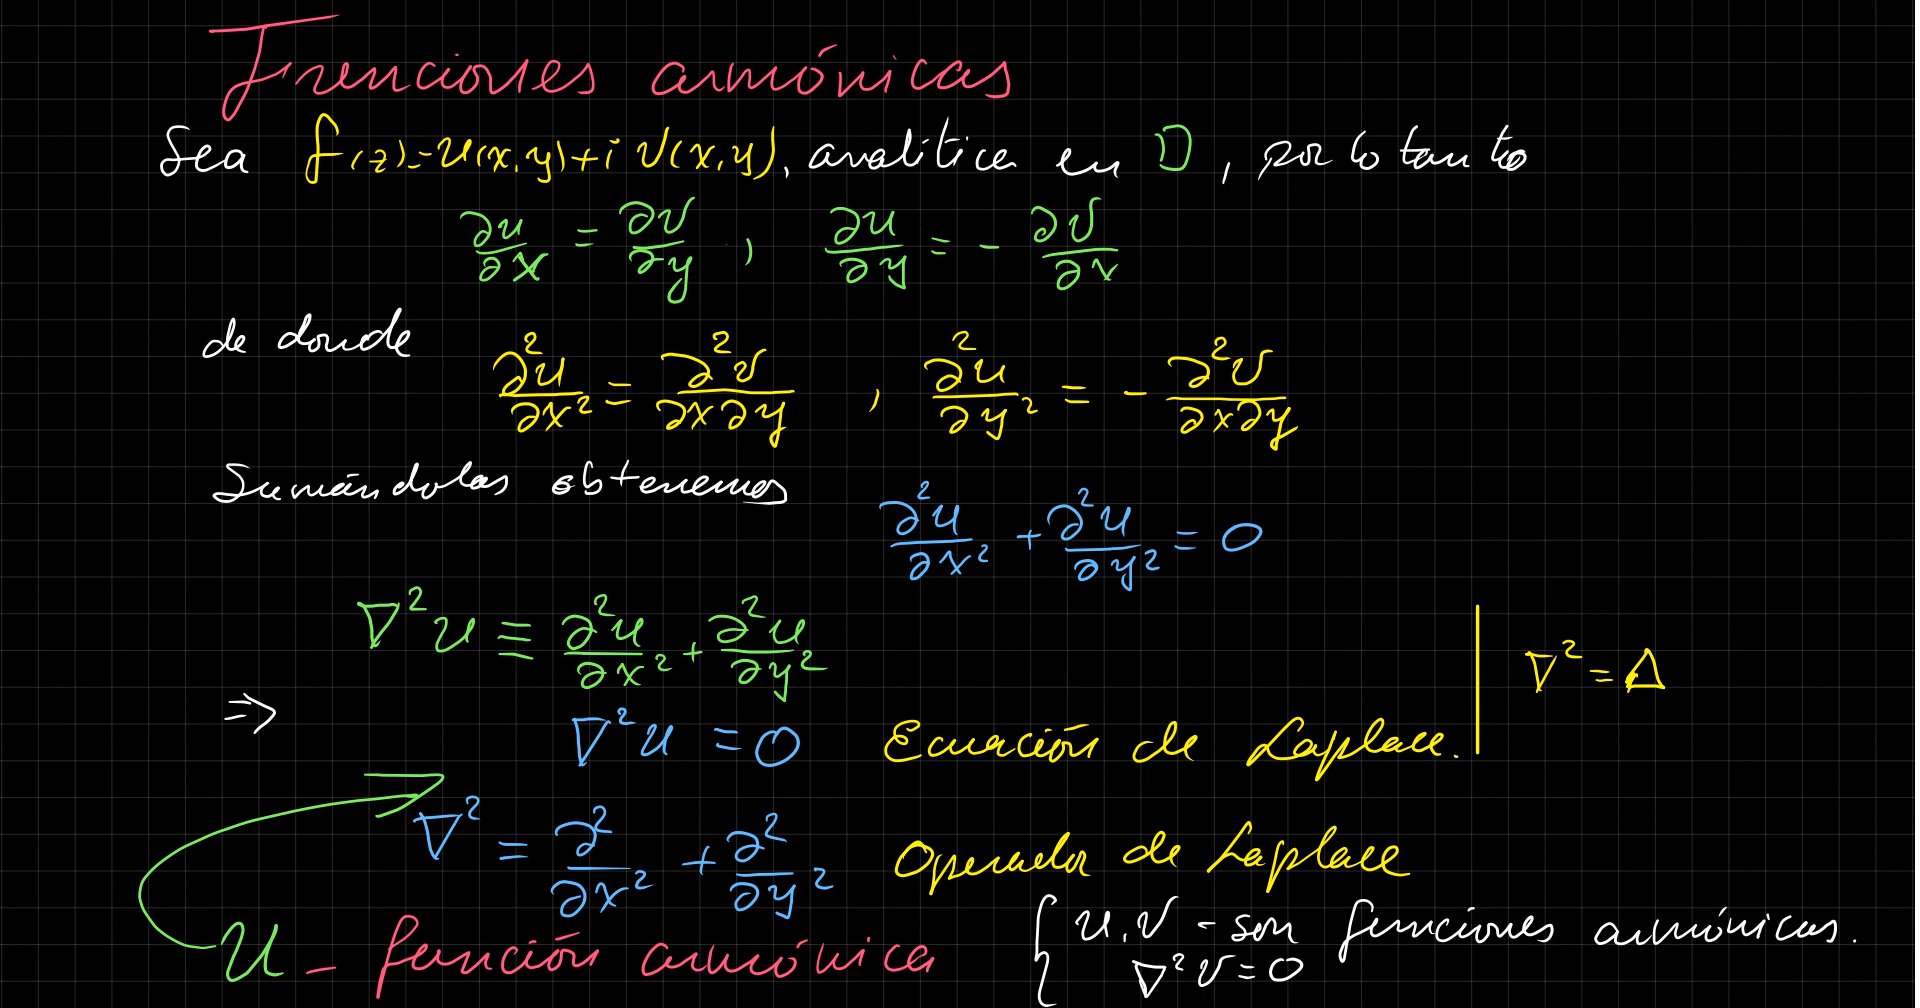 Funciones armónicas
Sea f(z)=u(x,y)+i v(x,y), analítica en D, por lo tanto
∂u/∂x = ∂v/∂y , ∂u/∂y = - ∂v/∂x
de donde
∂²u/∂x² = ∂²v/∂x∂y , ∂²u/∂y² = - ∂²v/∂x∂y
Sumándolas obtenemos
∂²u/∂x² + ∂²u/∂y² = 0
∇²u ≡ ∂²u/∂x² + ∂²u/∂y²
∇² = Δ
⇒ ∇²u = 0 Ecuación de Laplace.
∇² = ∂²/∂x² + ∂²/∂y² Operador de Laplace
u - función armónica
{ u, v - son funciones armónicas.
∇²v = 0